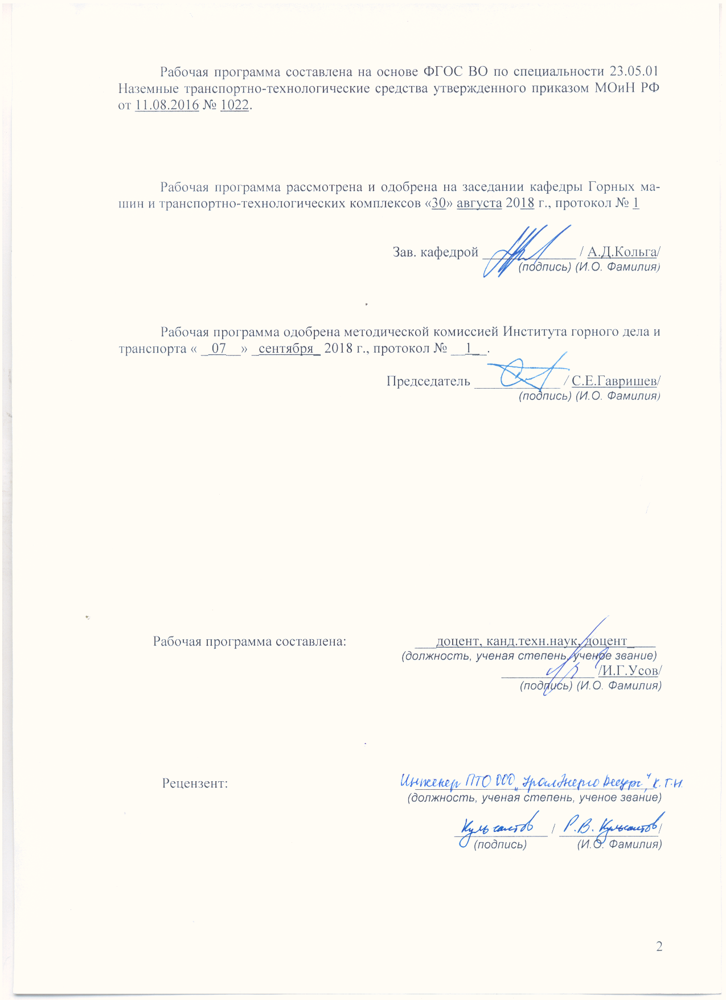 Рабочая программа составлена на основе ФГОС ВО по специальности 23.05.01
Наземные транспортно-технологические средства утвержденного приказом МОиН РФ
от 11.08.2016 № 1022.
Рабочая программа рассмотрена и одобрена на заседании кафедры Горных ма-
шин и транспортно-технологических комплексов «30» августа 2018 г., протокол № 1
Зав. кафедрой _____________ / А.Д.Кольга/
(подпись) (И.О. Фамилия)
Рабочая программа одобрена методической комиссией Института горного дела и
транспорта « __07__» _сентября_ 2018 г., протокол № __1__.
Председатель ____________ / С.Е.Гавришев/
(подпись) (И.О. Фамилия)
Рабочая программа составлена: ___доцент, канд.техн.наук, доцент____
(должность, ученая степень, ученое звание)
_____________ /И.Г.Усов/
(подпись) (И.О. Фамилия)
Рецензент: Инженер ПТО ООО „УралЭнергоРесурс", к.т.н.
(должность, ученая степень, ученое звание)
/ Р.В. /
(подпись) (И.О. Фамилия)
2